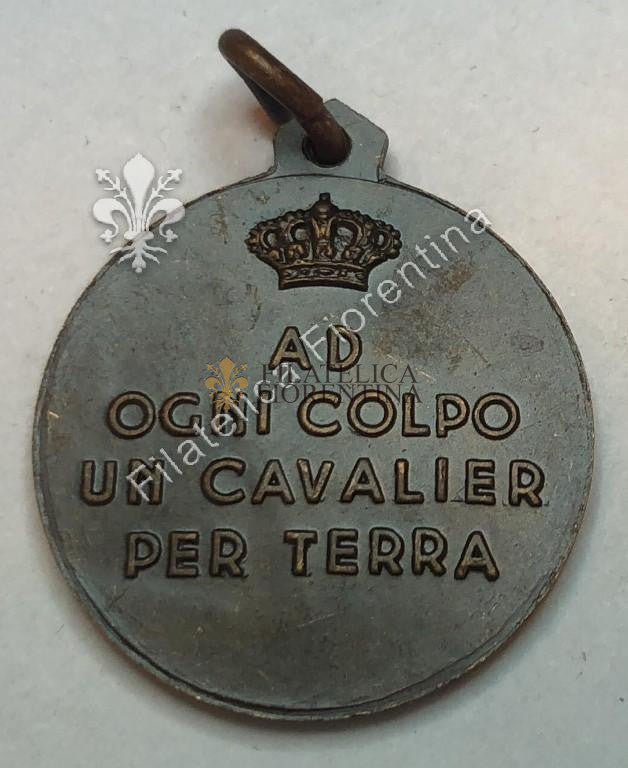 AD
OGNI COLPO
UN CAVALIER
PER TERRA
Filatelica Fiorentina
FILATELICA
FIORENTINA